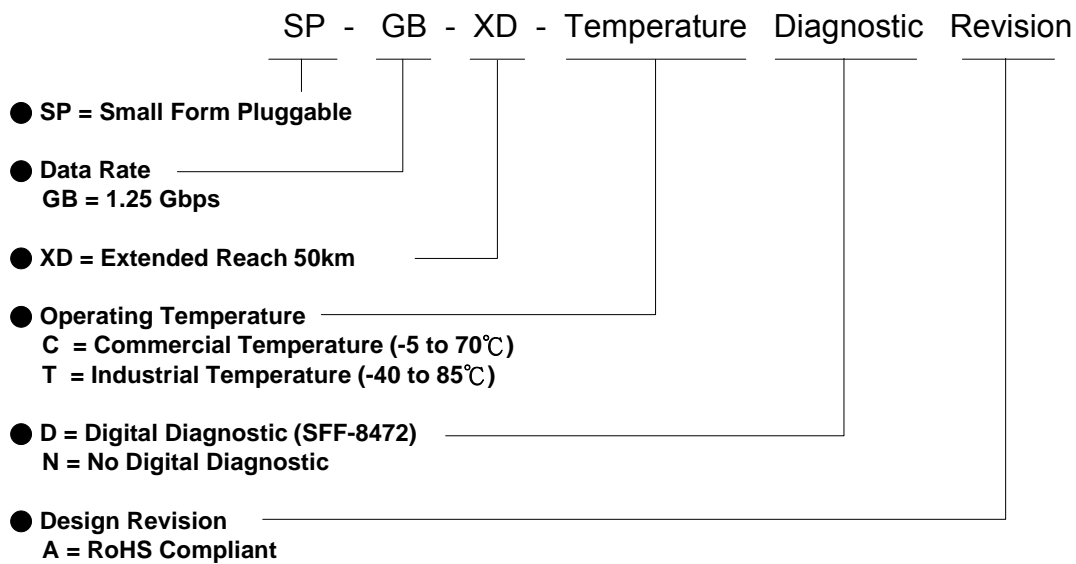 SP - GB - XD - Temperature Diagnostic Revision
● SP = Small Form Pluggable
● Data Rate
GB = 1.25 Gbps
● XD = Extended Reach 50km
● Operating Temperature
C = Commercial Temperature (-5 to 70℃)
T = Industrial Temperature (-40 to 85℃)
● D = Digital Diagnostic (SFF-8472)
N = No Digital Diagnostic
● Design Revision
A = RoHS Compliant